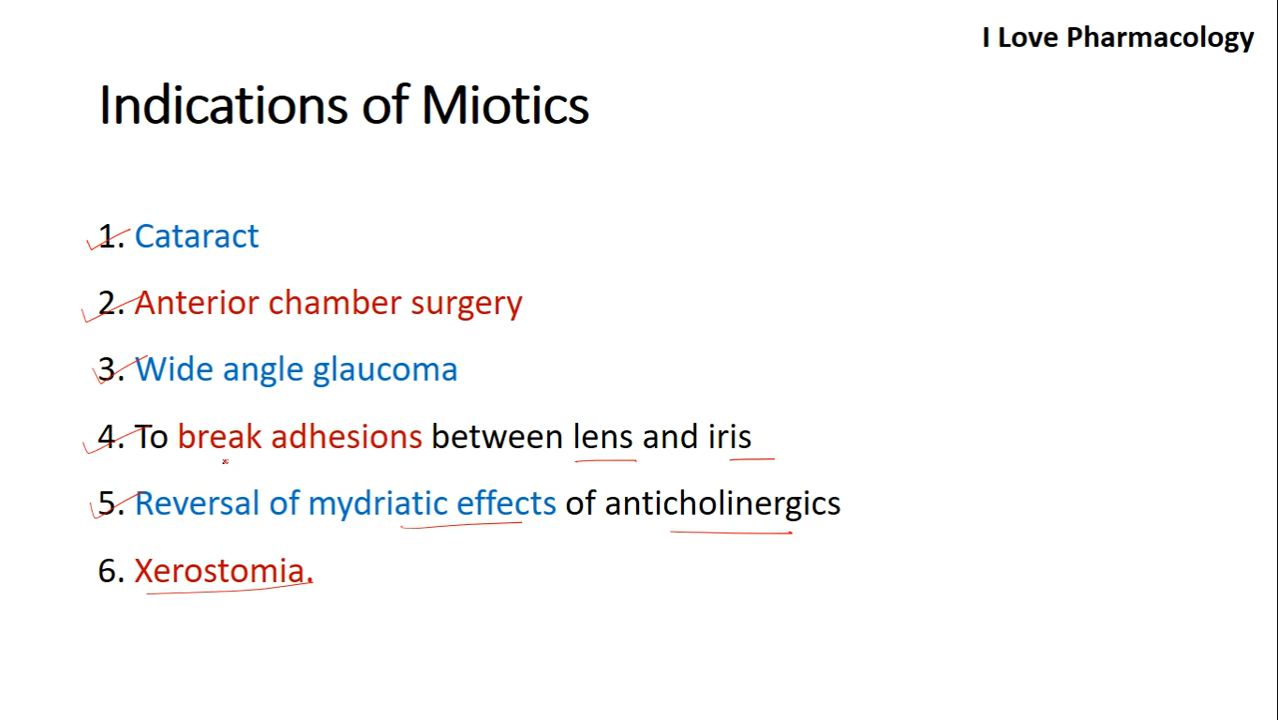 I Love Pharmacology
Indications of Miotics
1. Cataract
2. Anterior chamber surgery
3. Wide angle glaucoma
4. To break adhesions between lens and iris
5. Reversal of mydriatic effects of anticholinergics
6. Xerostomia.